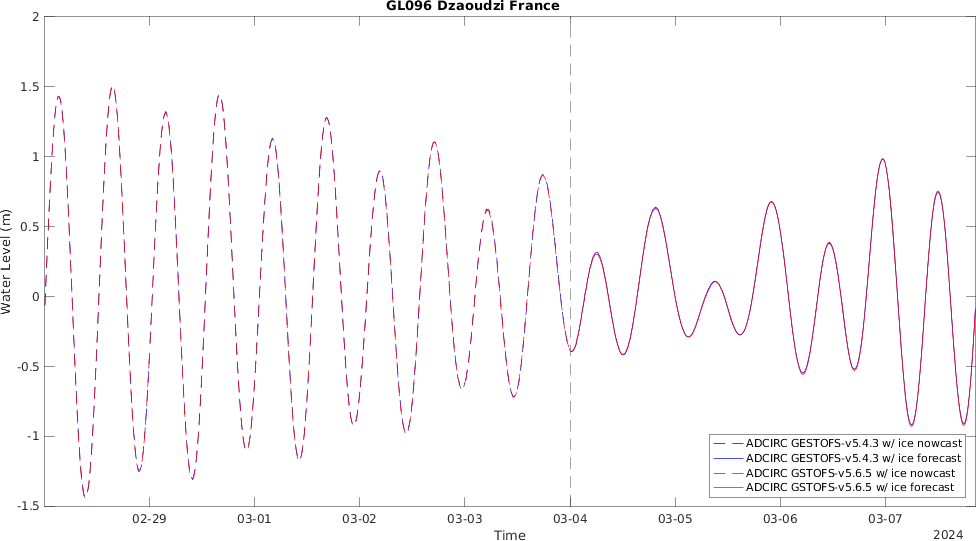 GL096 Dzaoudzi France
Water Level (m)
2
1.5
1
0.5
0
-0.5
-1
-1.5
ADCIRC GESTOFS-v5.4.3 w/ ice nowcast
ADCIRC GESTOFS-v5.4.3 w/ ice forecast
ADCIRC GSTOFS-v5.6.5 w/ ice nowcast
ADCIRC GSTOFS-v5.6.5 w/ ice forecast
02-29 03-01 03-02 03-03 03-04 03-05 03-06 03-07
Time
2024